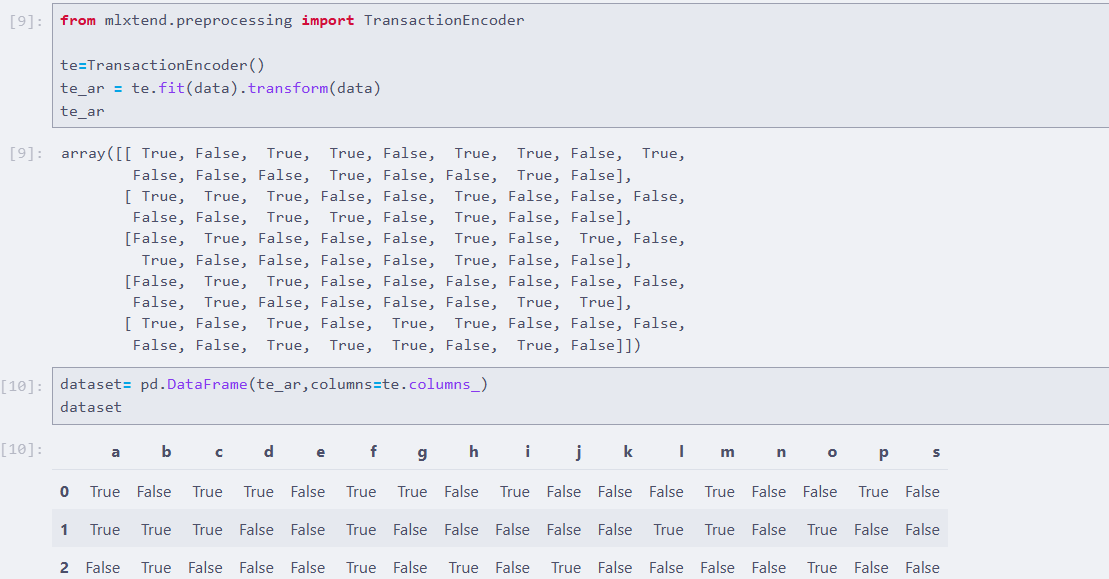 [9]: from mlxtend.preprocessing import TransactionEncoder
te=TransactionEncoder()
te_ar = te.fit(data).transform(data)
te_ar
[9]: array([[ True, False,  True,  True, False,  True,  True, False,  True,
False, False, False,  True, False, False,  True, False],
[ True,  True,  True, False, False,  True, False, False, False,
False, False,  True,  True, False,  True, False, False],
[False,  True, False, False, False,  True, False,  True, False,
True, False, False, False, False,  True, False, False],
[False,  True,  True, False, False, False, False, False, False,
False,  True, False, False, False, False,  True,  True],
[ True, False,  True, False,  True,  True, False, False, False,
False, False,  True,  True,  True, False,  True, False]])
[10]: dataset= pd.DataFrame(te_ar,columns=te.columns_)
dataset
[10]: a b c d e f g h i j k l m n o p s
0 True False True True False True True False True False False False True False False True False
1 True True True False False True False False False False False True True False True False False
2 False True False False False True False True False True False False False False True False False